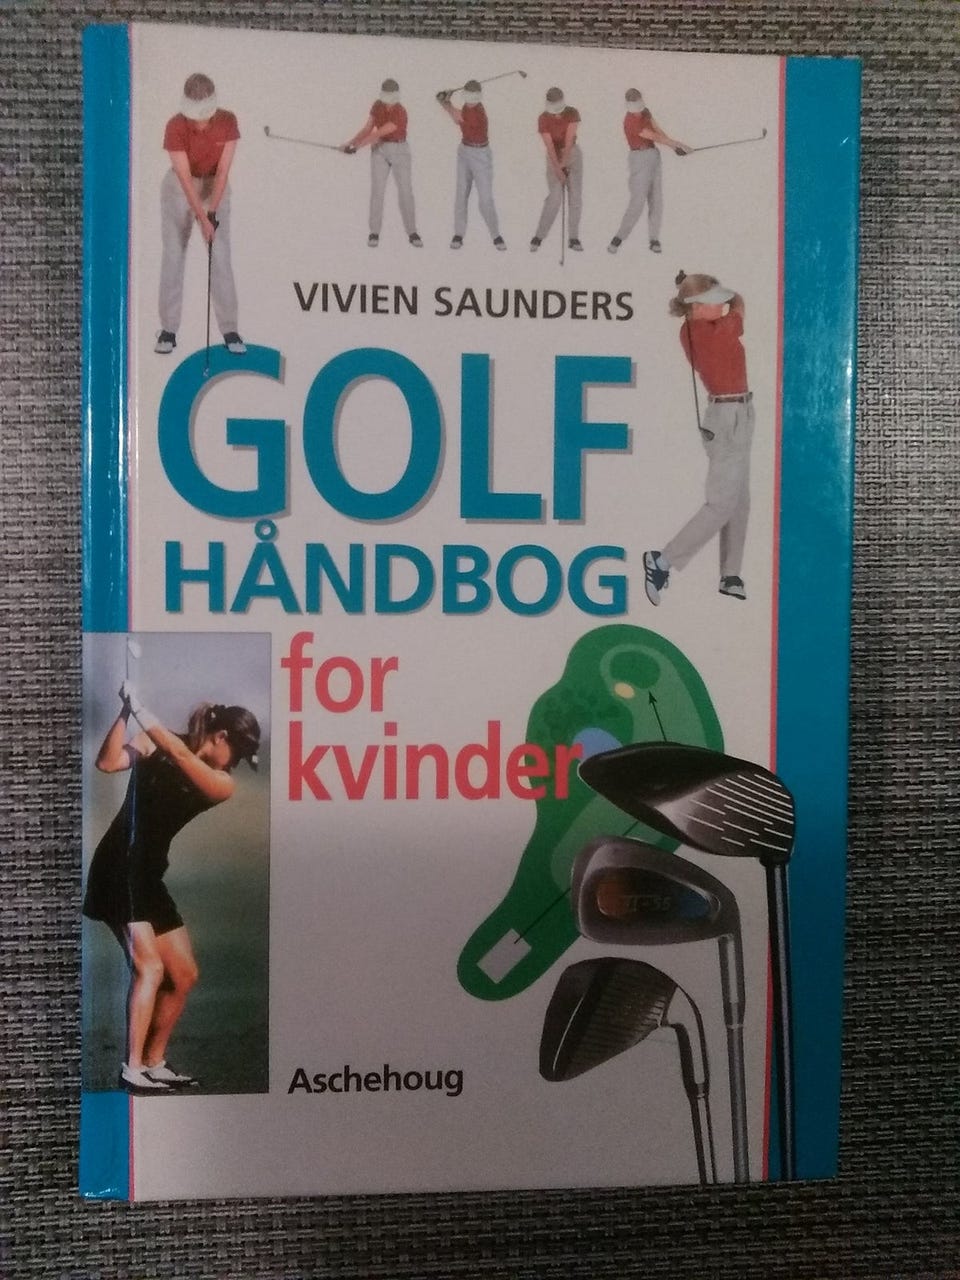 VIVIEN SAUNDERS
GOLF
HÅNDBOG
for
kvinder
Aschehoug